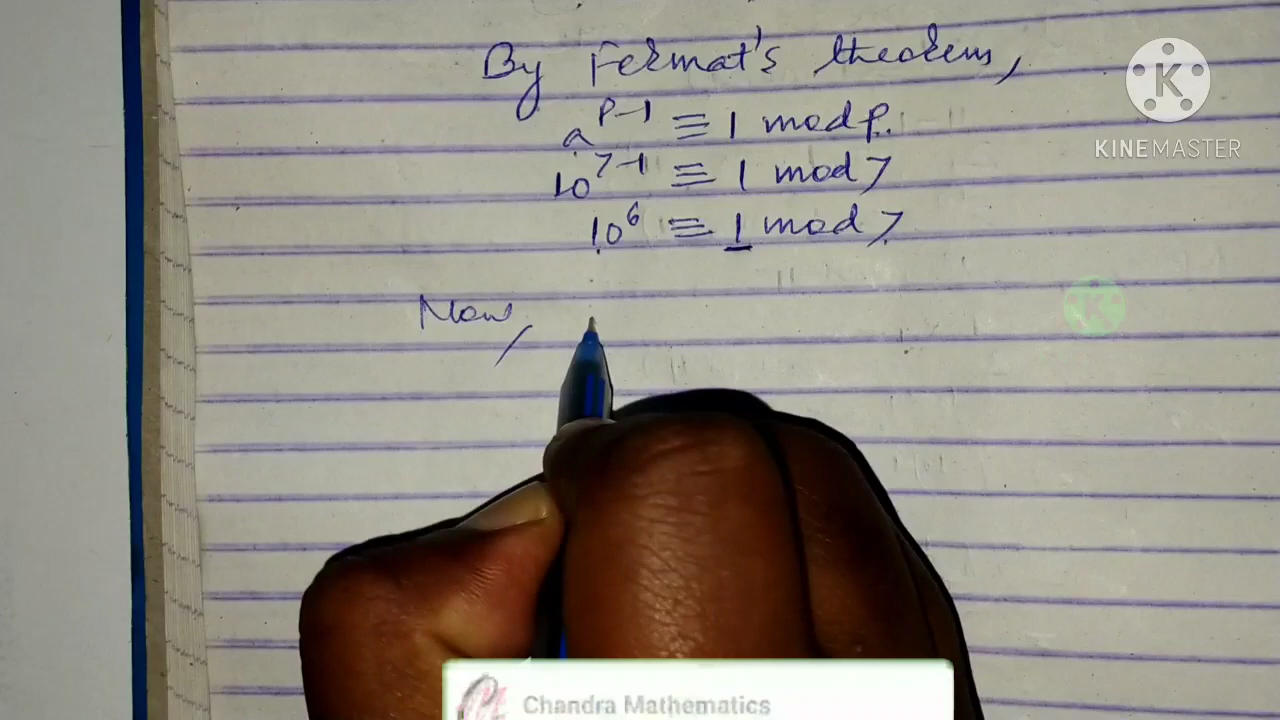 By Fermat's theorem,
a^{p-1} ≡ 1 mod p.
10^{7-1} ≡ 1 mod 7
10^6 ≡ 1 mod 7.
Now,
K
KINEMASTER
K
Chandra Mathematics